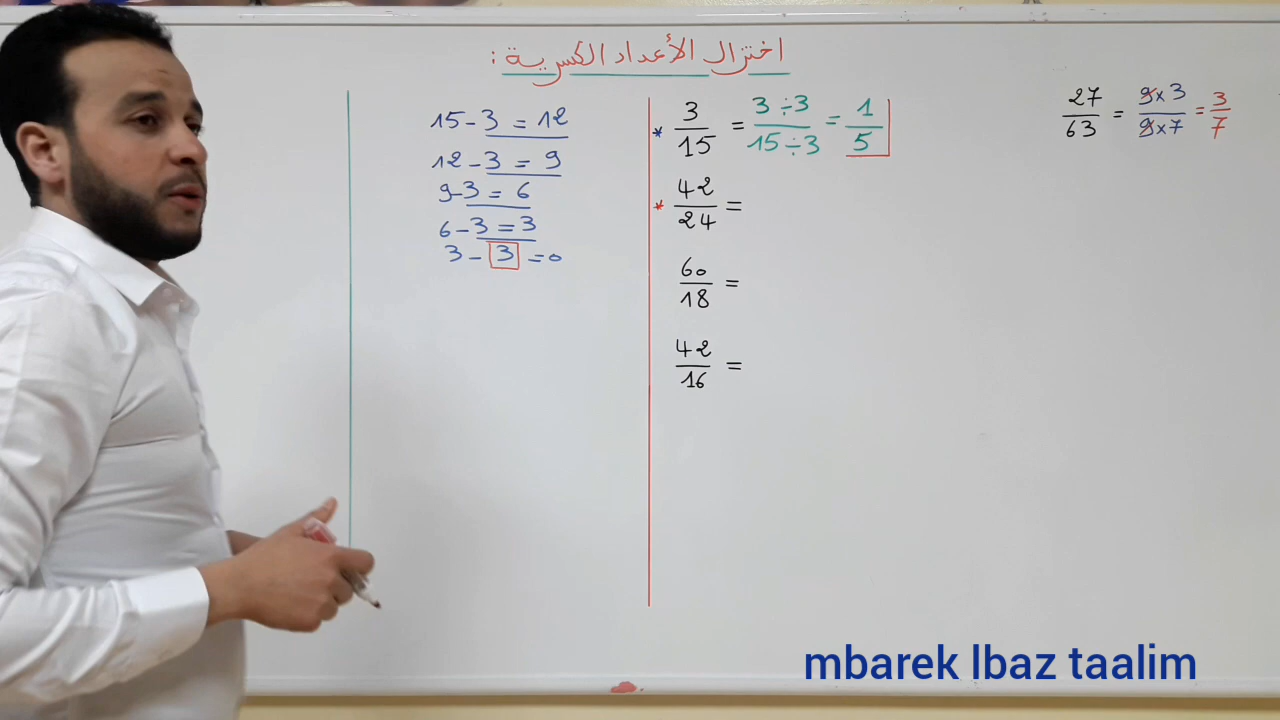 اختزال الأعداد الكسرية :
15 - 3 = 12
12 - 3 = 9
9 - 3 = 6
6 - 3 = 3
3 - 3 = 0
* 3/15 = 3 ÷ 3 / 15 ÷ 3 = 1/5
* 42/24 =
60/18 =
42/16 =
27/63 = 9 x 3 / 9 x 7 = 3/7
mbarek lbaz taalim